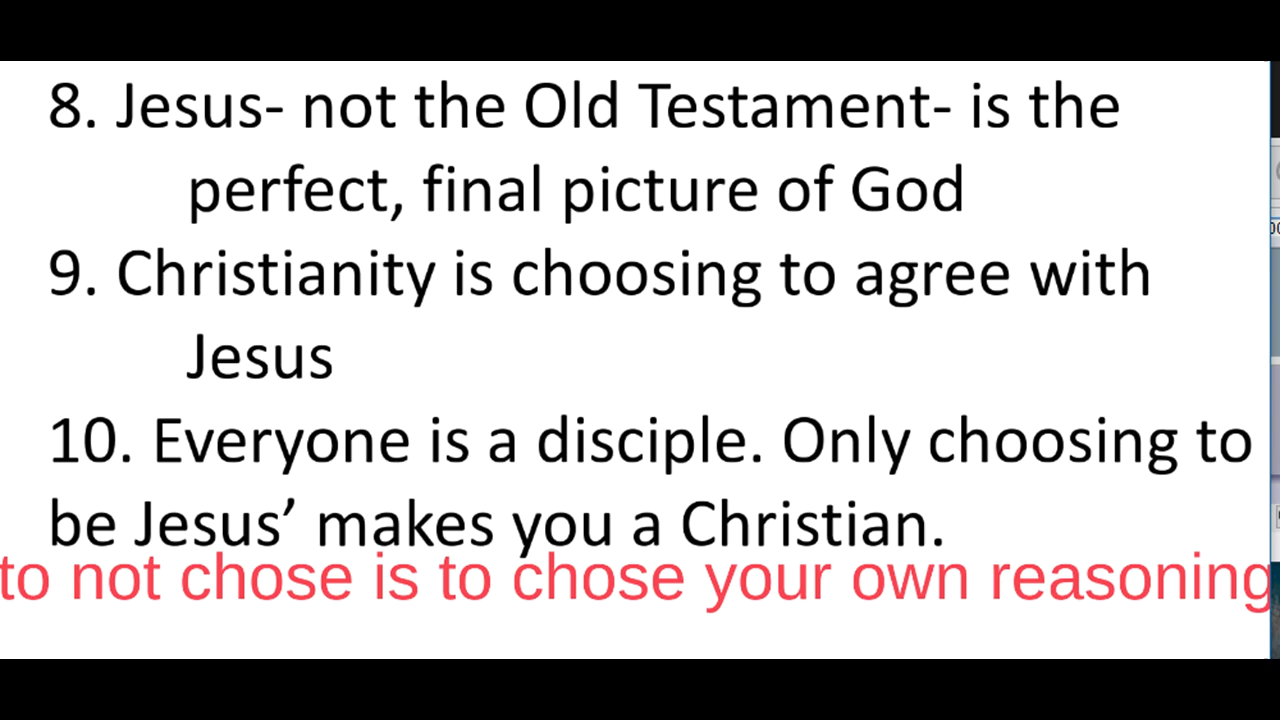 8. Jesus- not the Old Testament- is the
perfect, final picture of God
9. Christianity is choosing to agree with
Jesus
10. Everyone is a disciple. Only choosing to
be Jesus’ makes you a Christian.
to not chose is to chose your own reasoning